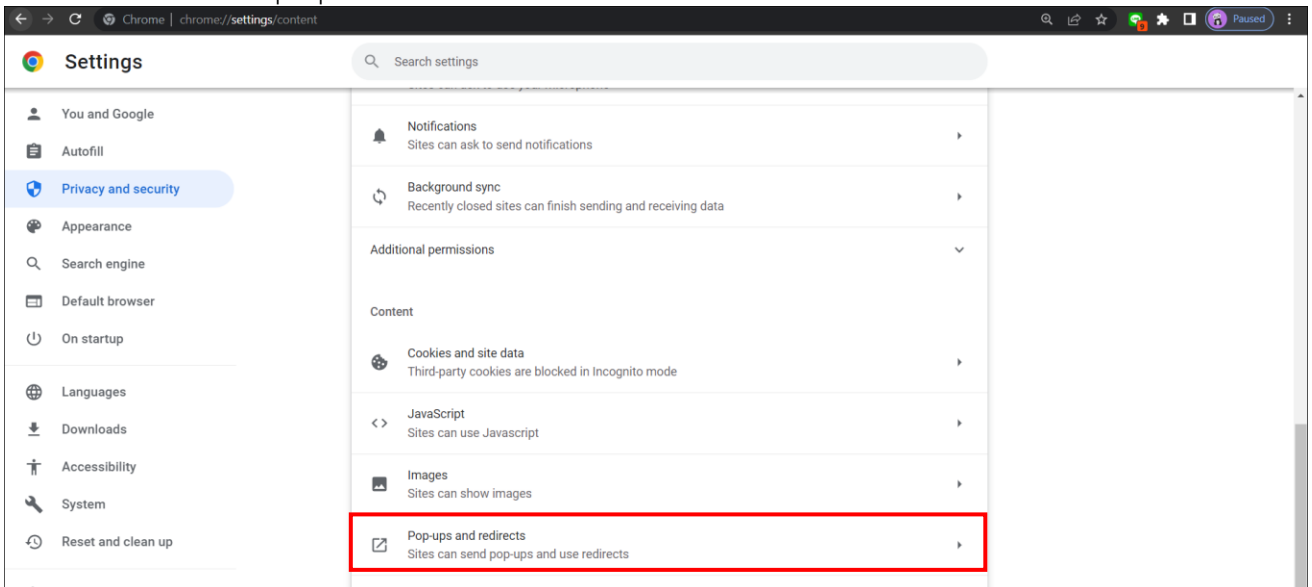 Chrome | chrome://settings/content
9
Paused
Settings
Search settings
You and Google
Autofill
Privacy and security
Appearance
Search engine
Default browser
On startup
Languages
Downloads
Accessibility
System
Reset and clean up
Notifications
Sites can ask to send notifications
Background sync
Recently closed sites can finish sending and receiving data
Additional permissions
Content
Cookies and site data
Third-party cookies are blocked in Incognito mode
JavaScript
Sites can use Javascript
Images
Sites can show images
Pop-ups and redirects
Sites can send pop-ups and use redirects